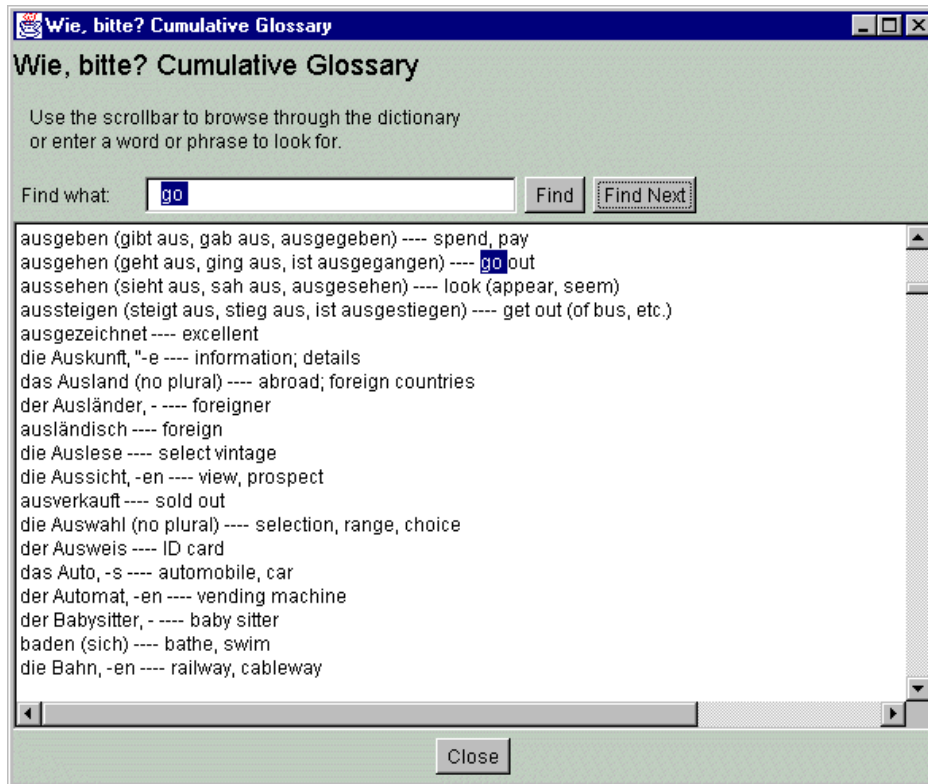 Wie, bitte? Cumulative Glossary
Wie, bitte? Cumulative Glossary
Use the scrollbar to browse through the dictionary
or enter a word or phrase to look for.
Find what: go Find Find Next
ausgeben (gibt aus, gab aus, ausgegeben) ---- spend, pay
ausgehen (geht aus, ging aus, ist ausgegangen) ---- go out
aussehen (sieht aus, sah aus, ausgesehen) ---- look (appear, seem)
aussteigen (steigt aus, stieg aus, ist ausgestiegen) ---- get out (of bus, etc.)
ausgezeichnet ---- excellent
die Auskunft, "-e ---- information; details
das Ausland (no plural) ---- abroad; foreign countries
der Ausländer, - ---- foreigner
ausländisch ---- foreign
die Auslese ---- select vintage
die Aussicht, -en ---- view, prospect
ausverkauft ---- sold out
die Auswahl (no plural) ---- selection, range, choice
der Ausweis ---- ID card
das Auto, -s ---- automobile, car
der Automat, -en ---- vending machine
der Babysitter, - ---- baby sitter
baden (sich) ---- bathe, swim
die Bahn, -en ---- railway, cableway
Close